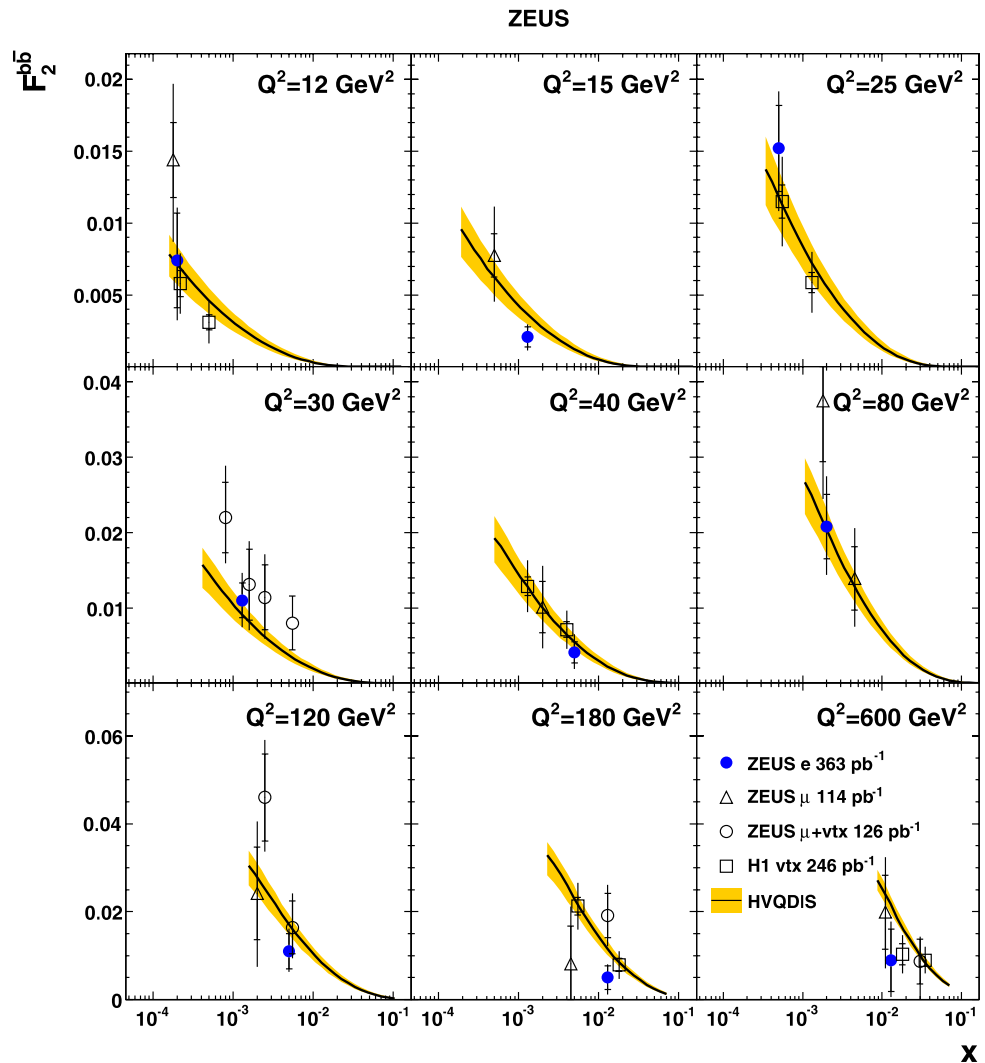 ZEUS
F₂^bb̄
Q²=12 GeV²
Q²=15 GeV²
Q²=25 GeV²
0.02
0.015
0.01
0.005
Q²=30 GeV²
Q²=40 GeV²
Q²=80 GeV²
0.04
0.03
0.02
0.01
Q²=120 GeV²
Q²=180 GeV²
Q²=600 GeV²
0.06
0.04
0.02
0
ZEUS e 363 pb⁻¹
ZEUS μ 114 pb⁻¹
ZEUS μ+vtx 126 pb⁻¹
H1 vtx 246 pb⁻¹
HVQDIS
10⁻⁴ 10⁻³ 10⁻² 10⁻¹ 10⁻⁴ 10⁻³ 10⁻² 10⁻¹ 10⁻⁴ 10⁻³ 10⁻² 10⁻¹
x